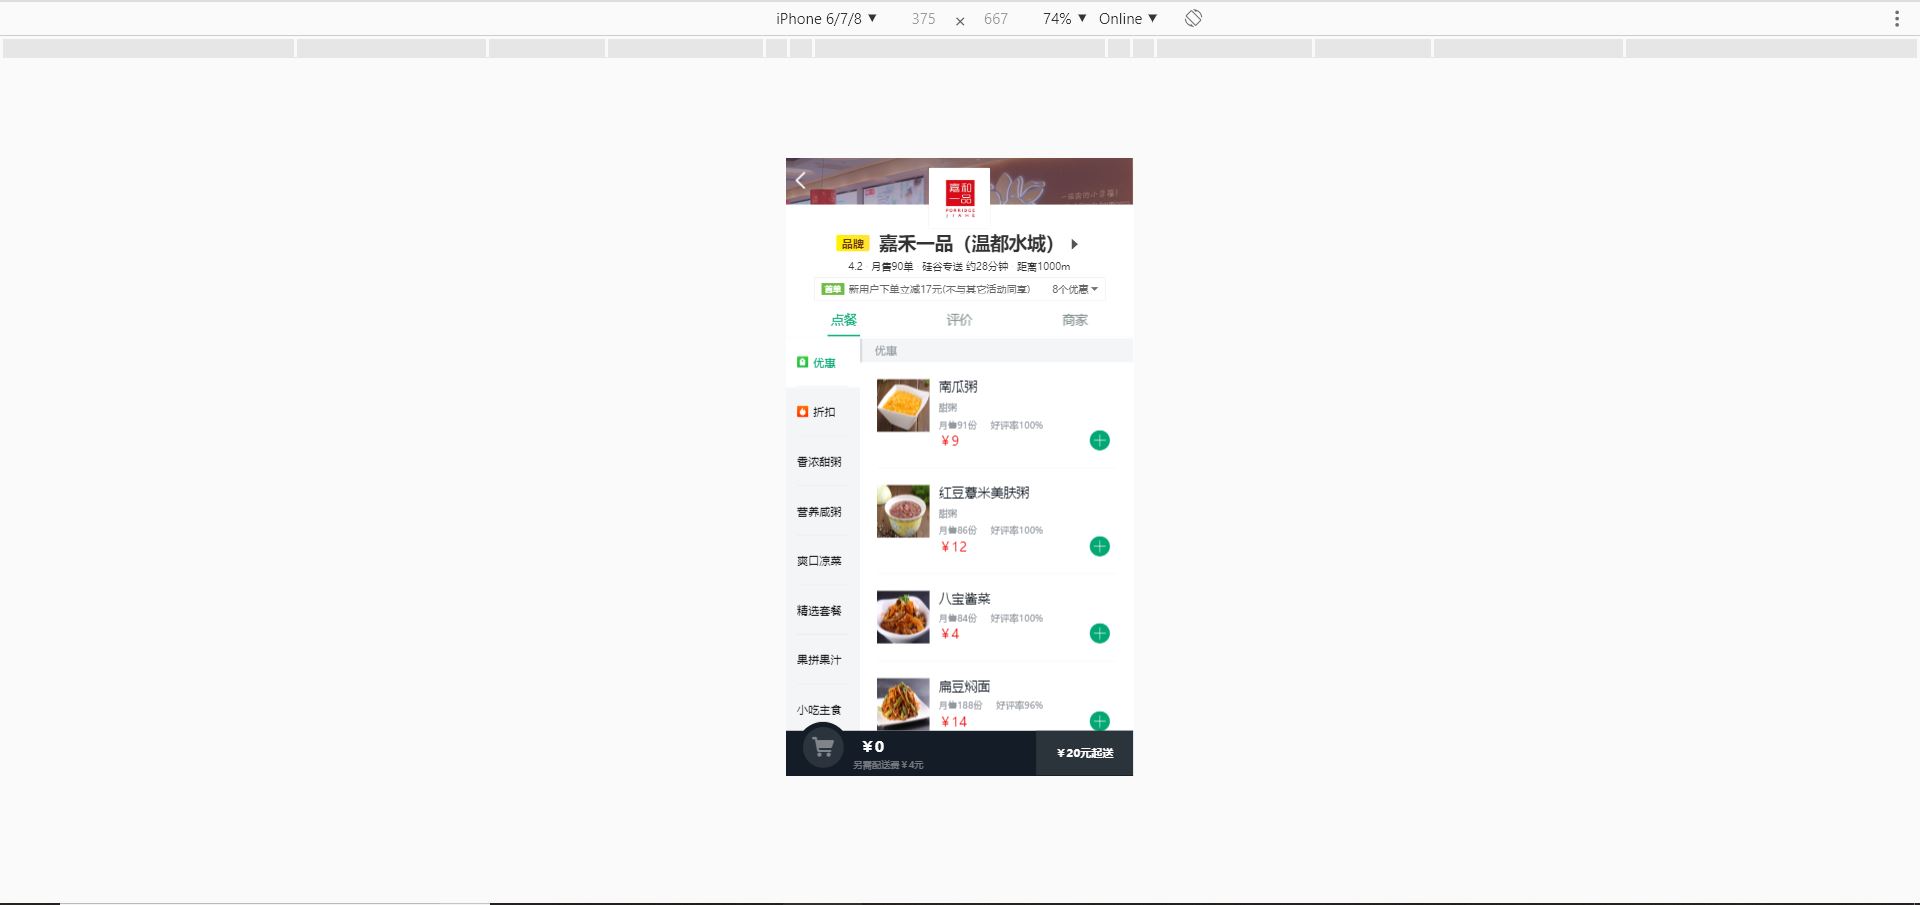 iPhone 6/7/8 375 × 667 74% Online
嘉和
一品
PORRIDGE
JIAHE
品牌 嘉禾一品（温都水城）
4.2 月售90单 硅谷专送 约28分钟 距离1000m
首单 新用户下单立减17元(不与其它活动同享) 8个优惠
点餐 评价 商家
优惠
折扣
香浓甜粥
营养咸粥
爽口凉菜
精选套餐
果拼果汁
小吃主食
优惠
南瓜粥
甜粥
月售91份 好评率100%
￥9
红豆薏米美肤粥
甜粥
月售86份 好评率100%
￥12
八宝酱菜
月售84份 好评率100%
￥4
扁豆焖面
月售188份 好评率96%
￥14
￥0
另需配送费￥4元
￥20元起送